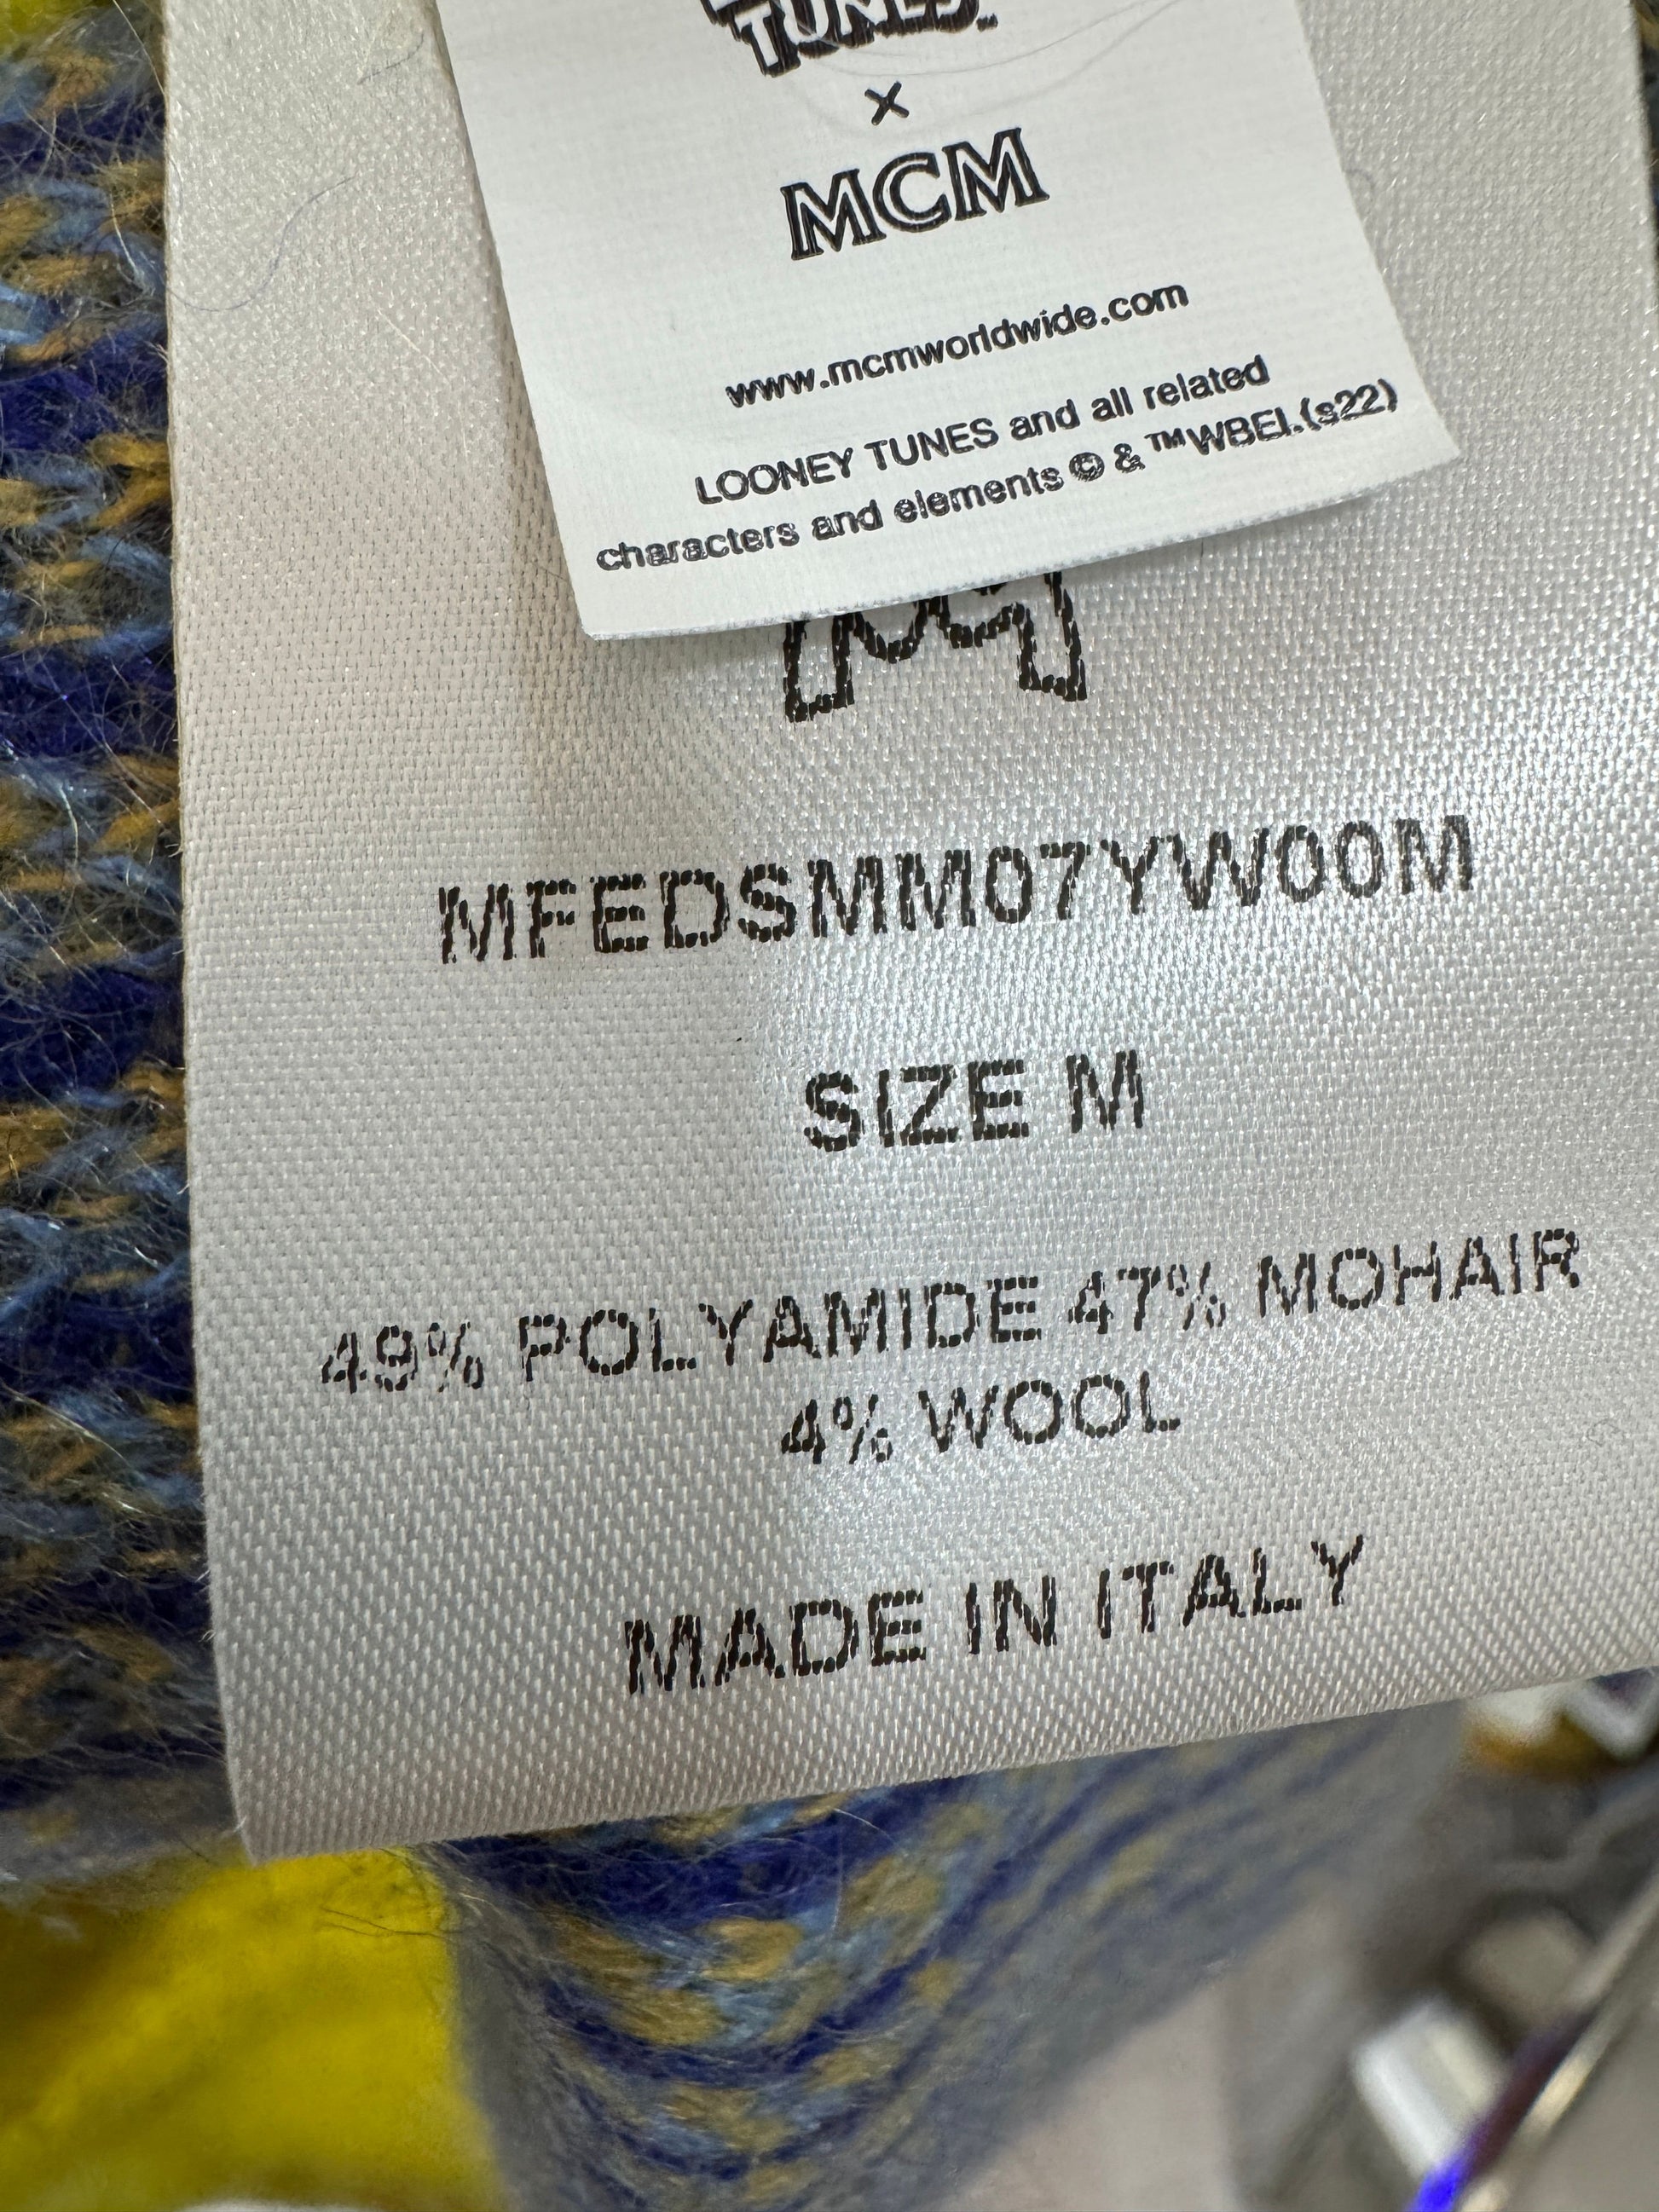 TUNES
×
MCM
www.mcmworldwide.com
LOONEY TUNES and all related
characters and elements © & ™WBEI.(s22)
MFEDSMM07YW00M
SIZE M
49% POLYAMIDE 47% MOHAIR
4% WOOL
MADE IN ITALY